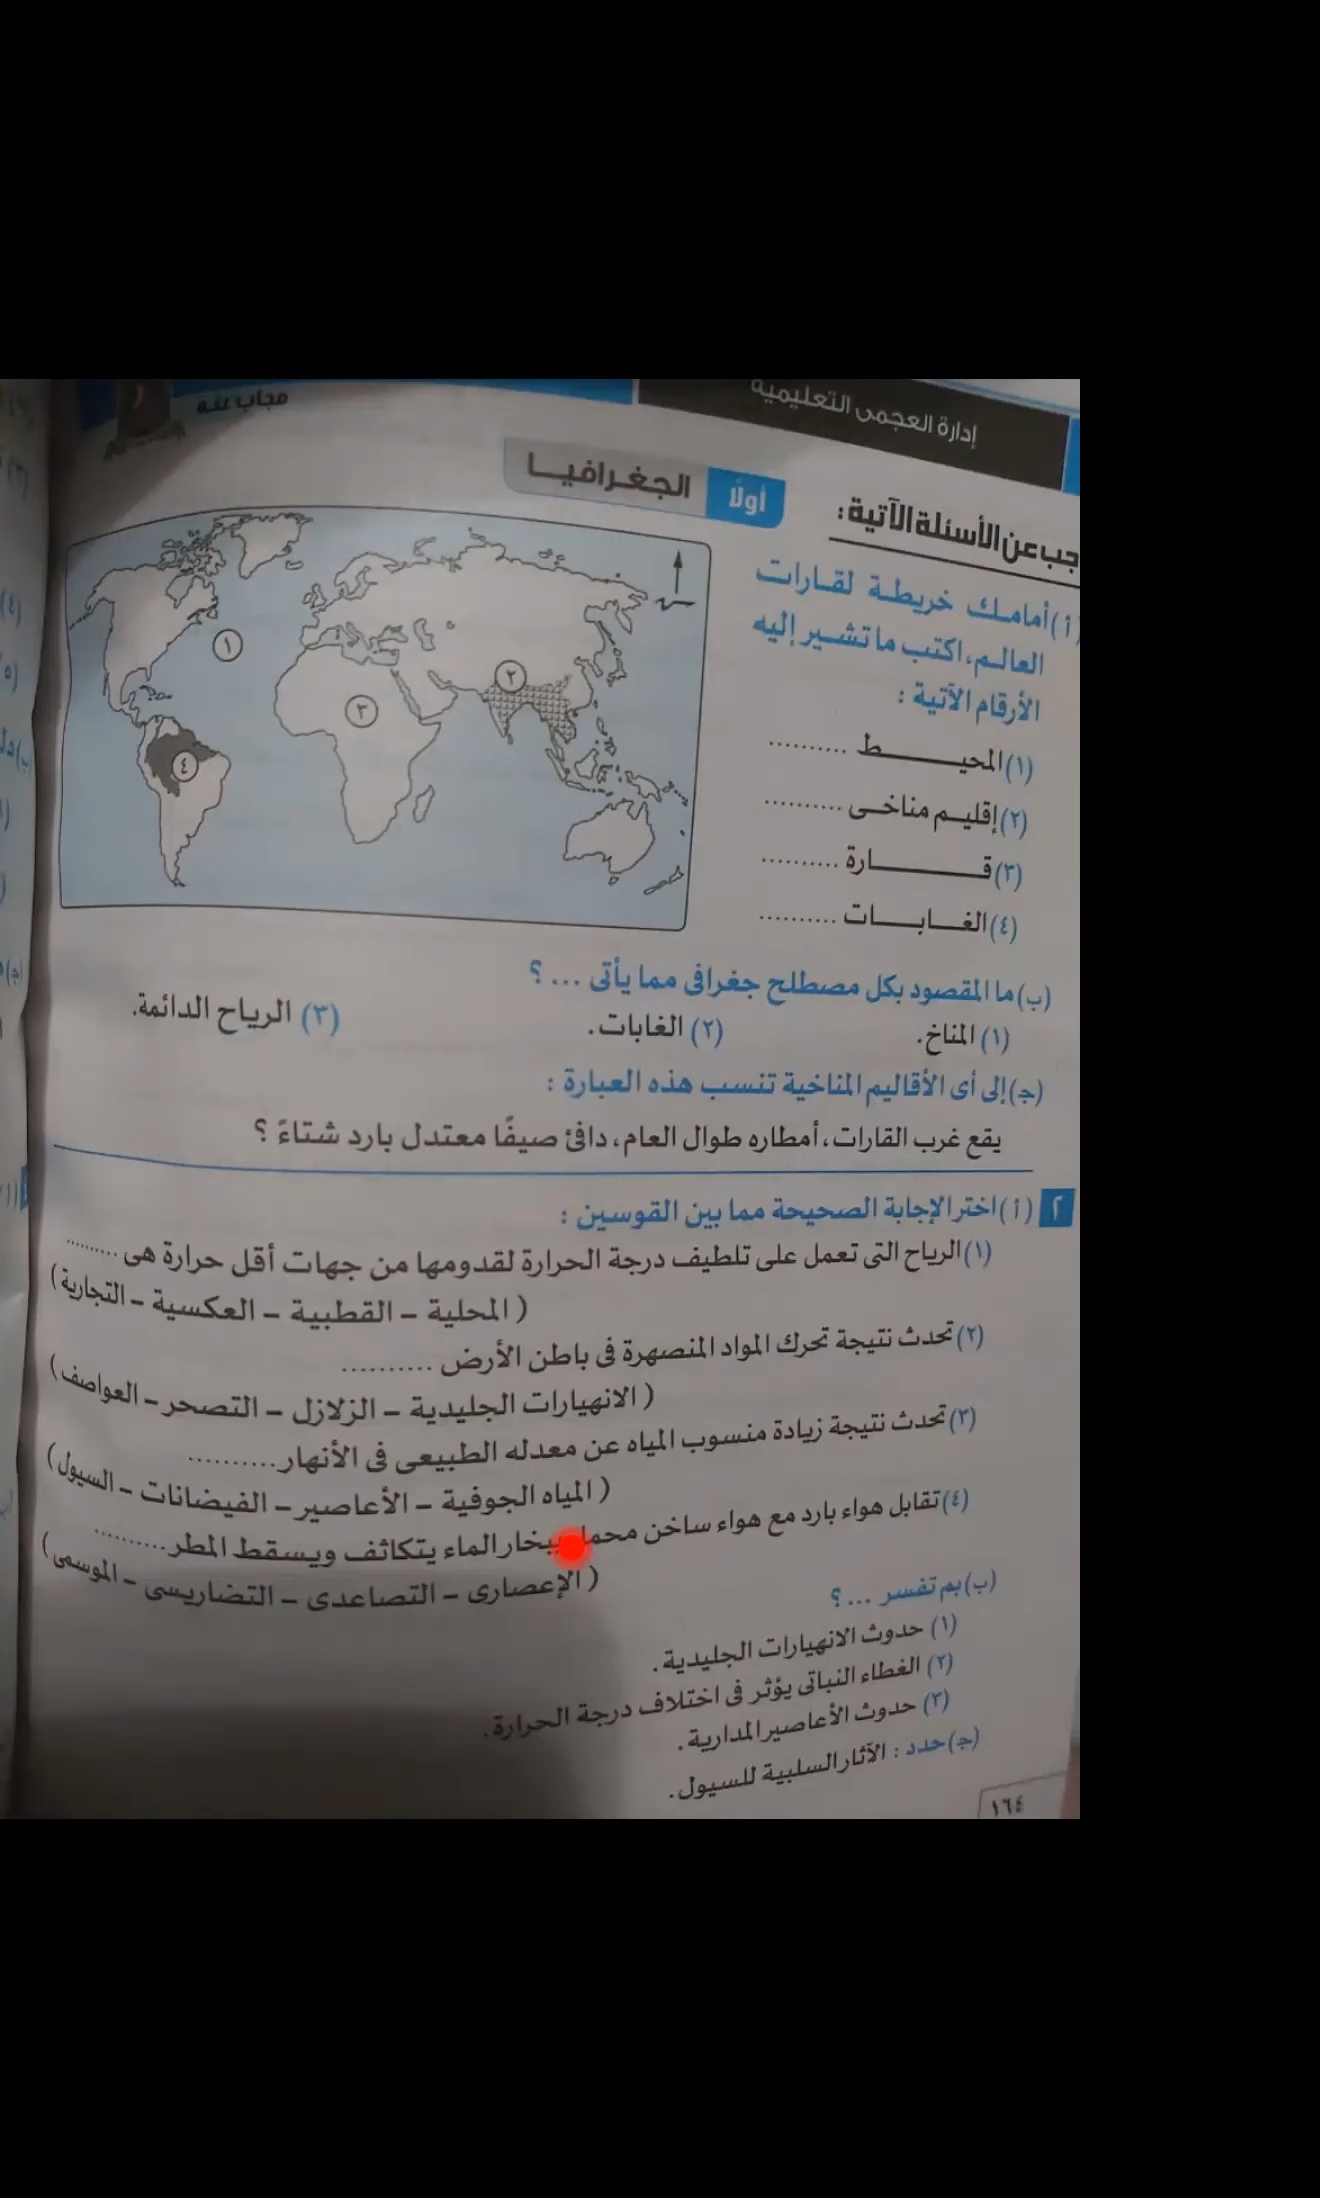 إدارة العجمى التعليمية
مجاب عنه
جب عن الأسئلة الآتية:
أولًا الجغرافيا
(أ) أمامك خريطة لقارات
العالم، اكتب ما تشير إليه
الأرقام الآتية :
(١) المحيط ..........
(٢) إقليم مناخى ..........
(٣) قارة ..........
(٤) الغابات ..........
١
٢
٣
٤
(ب) ما المقصود بكل مصطلح جغرافى مما يأتى ... ؟
(١) المناخ. (٢) الغابات. (٣) الرياح الدائمة.
(ج) إلى أى الأقاليم المناخية تنسب هذه العبارة :
يقع غرب القارات، أمطاره طوال العام، دافئ صيفًا معتدل بارد شتاءً ؟
٢ (أ) اختر الإجابة الصحيحة مما بين القوسين :
(١) الرياح التى تعمل على تلطيف درجة الحرارة لقدومها من جهات أقل حرارة هى ..........
( المحلية – القطبية – العكسية – التجارية )
(٢) تحدث نتيجة تحرك المواد المنصهرة فى باطن الأرض ..........
( الانهيارات الجليدية – الزلازل – التصحر – العواصف )
(٣) تحدث نتيجة زيادة منسوب المياه عن معدله الطبيعى فى الأنهار ..........
( المياه الجوفية – الأعاصير – الفيضانات – السيول )
(٤) تقابل هواء بارد مع هواء ساخن محمل ببخار الماء يتكاثف ويسقط المطر ..........
( الإعصارى – التصاعدى – التضاريسى – الموسمى )
(ب) بم تفسر ... ؟
(١) حدوث الانهيارات الجليدية.
(٢) الغطاء النباتى يؤثر فى اختلاف درجة الحرارة.
(٣) حدوث الأعاصير المدارية.
(ج) حدد : الآثار السلبية للسيول.
١٦٤